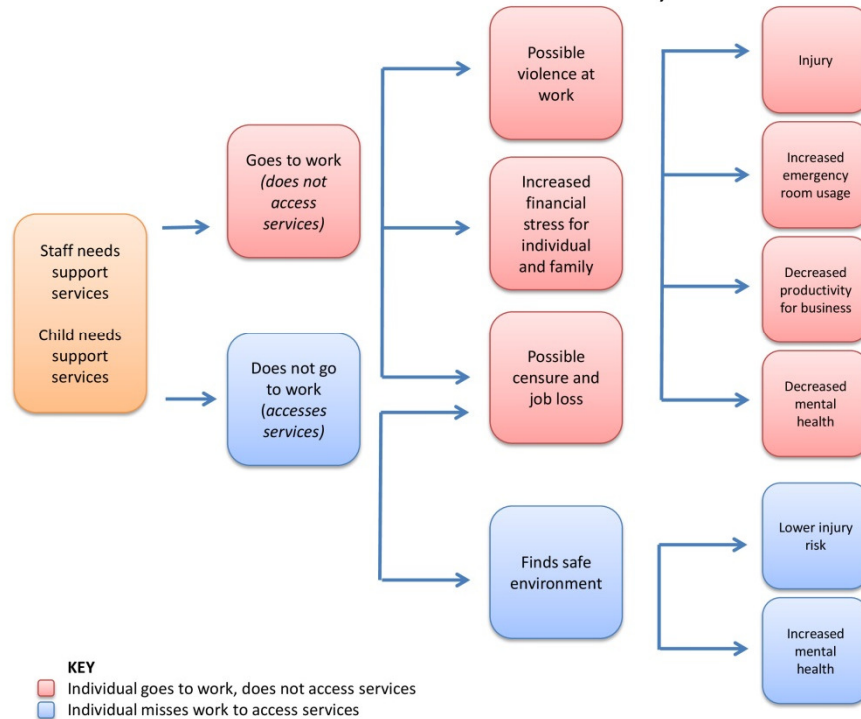 Staff needs
support
services
Child needs
support
services
Goes to work
(does not
access
services)
Does not go
to work
(accesses
services)
Possible
violence at
work
Increased
financial
stress for
individual
and family
Possible
censure and
job loss
Finds safe
environment
Injury
Increased
emergency
room usage
Decreased
productivity
for business
Decreased
mental
health
Lower injury
risk
Increased
mental
health
KEY
Individual goes to work, does not access services
Individual misses work to access services